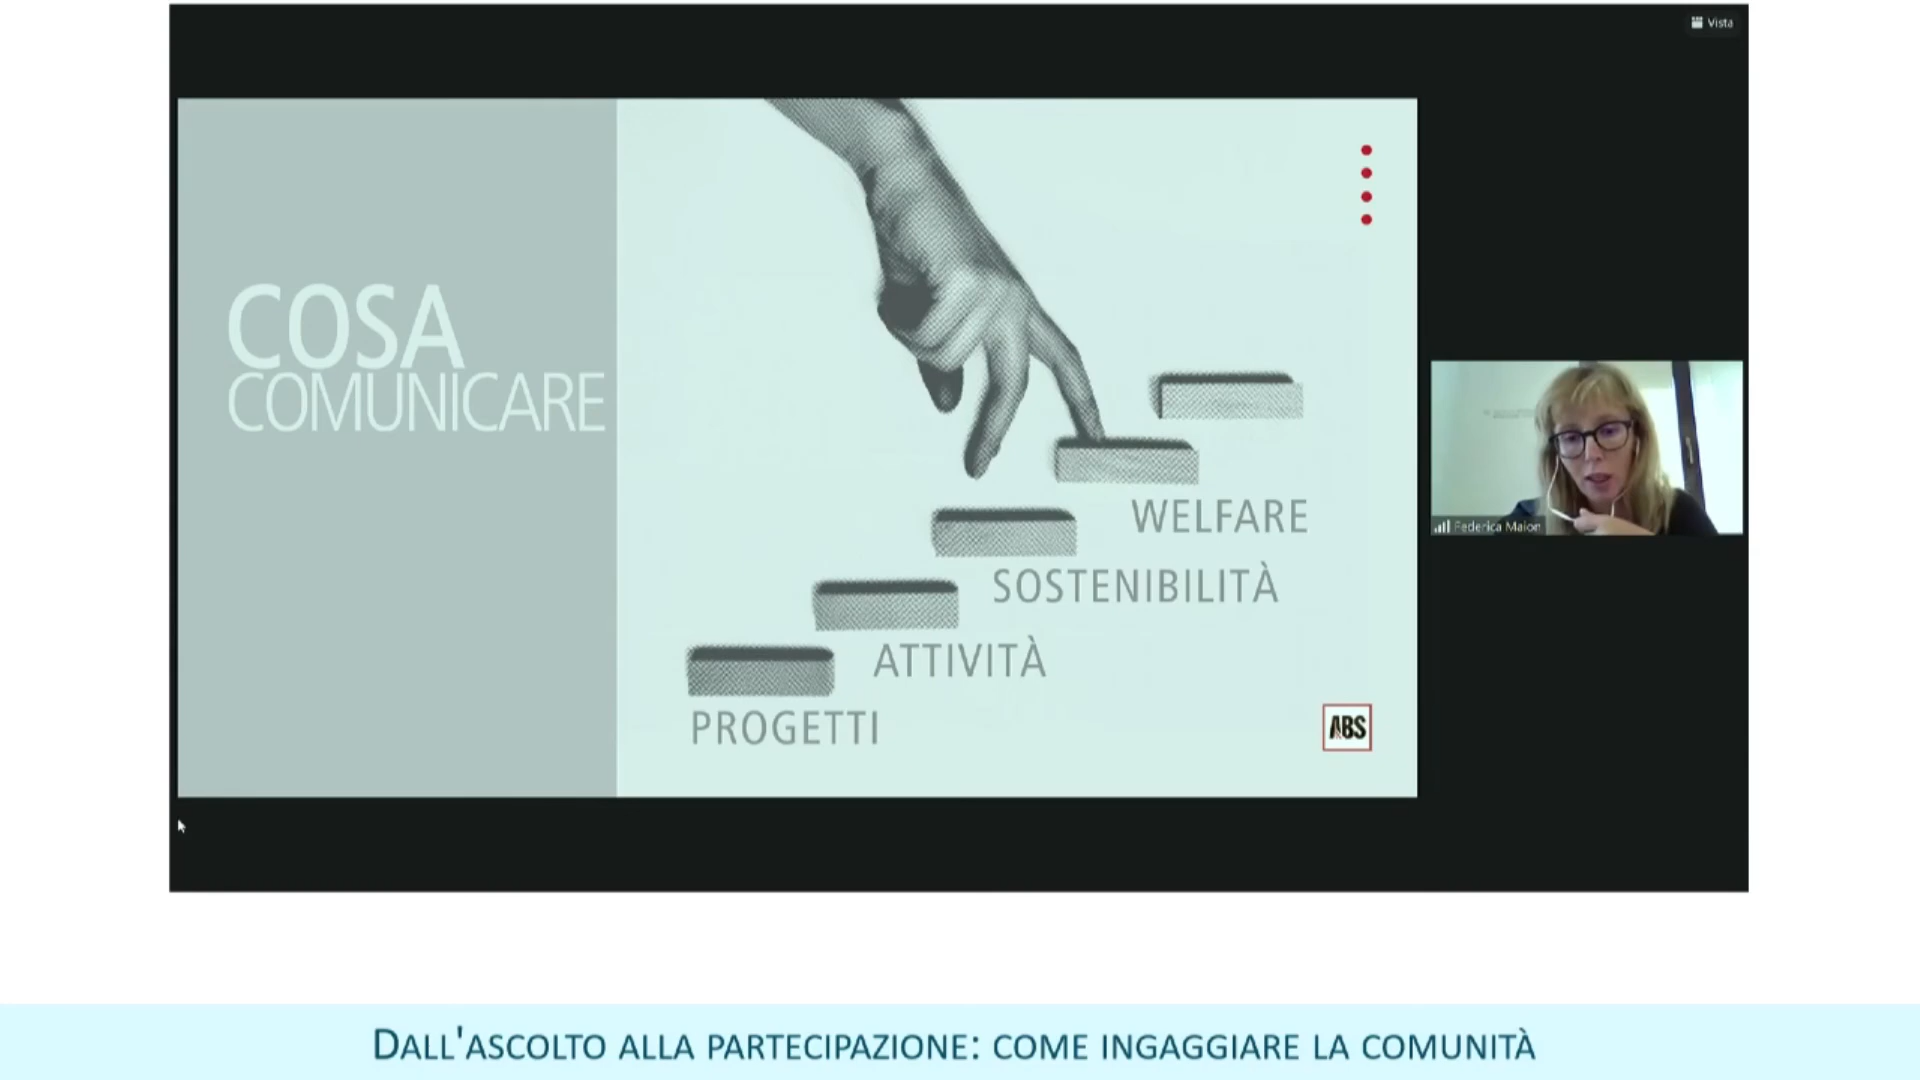 Vista
COSA
COMUNICARE
WELFARE
SOSTENIBILITÀ
ATTIVITÀ
PROGETTI
ABS
Federica Maion
DALL'ASCOLTO ALLA PARTECIPAZIONE: COME INGAGGIARE LA COMUNITÀ